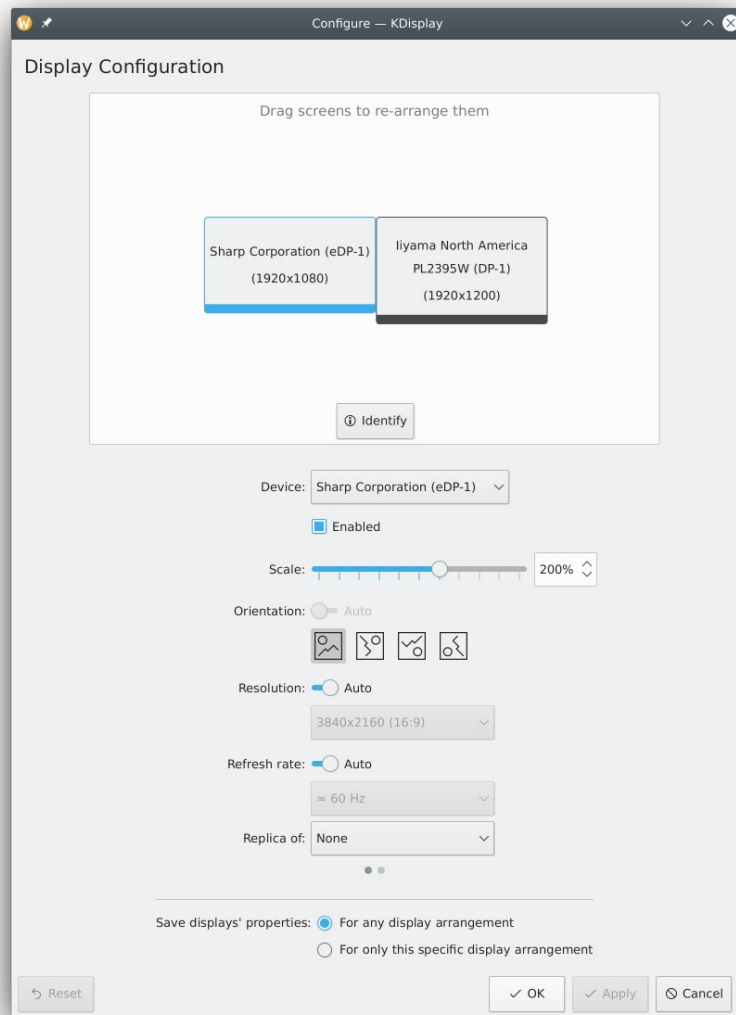 Configure — KDisplay
Display Configuration
Drag screens to re-arrange them
Sharp Corporation (eDP-1)
(1920x1080)
Iiyama North America
PL2395W (DP-1)
(1920x1200)
Identify
Device: Sharp Corporation (eDP-1)
Enabled
Scale: 200%
Orientation: Auto
Resolution: Auto
3840x2160 (16:9)
Refresh rate: Auto
≈ 60 Hz
Replica of: None
Save displays' properties: For any display arrangement
For only this specific display arrangement
Reset OK Apply Cancel